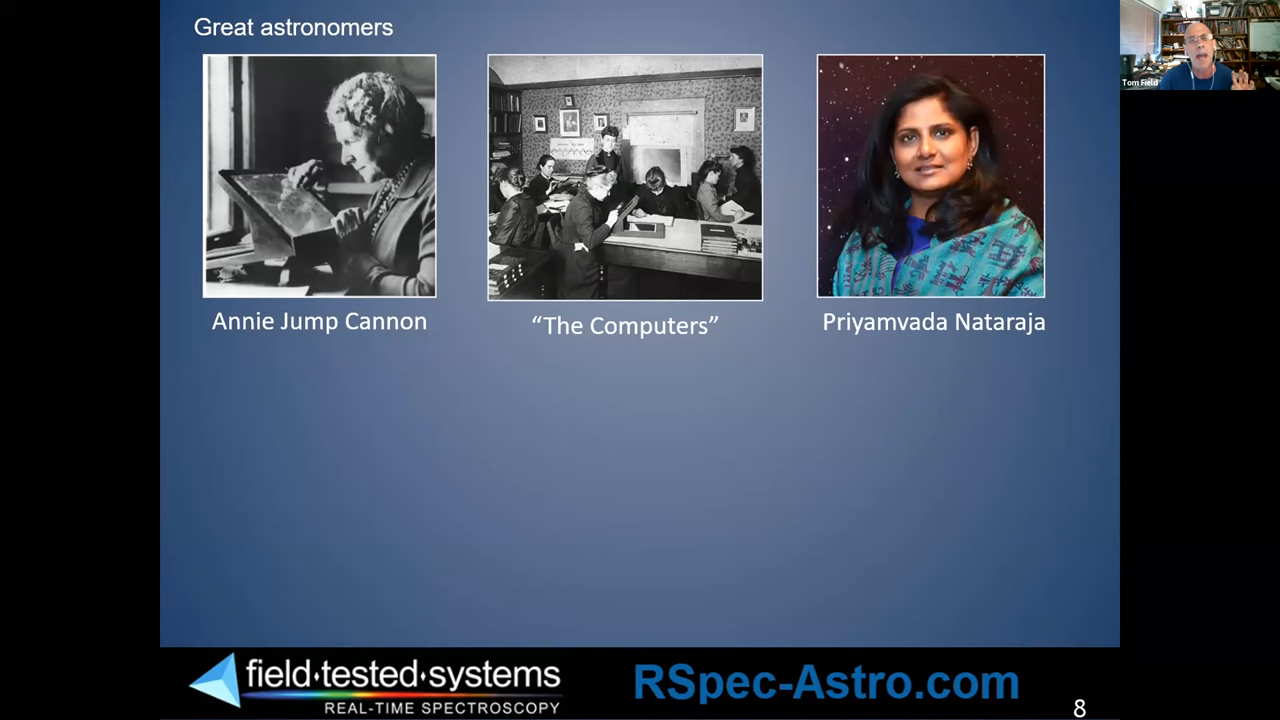 Great astronomers
Tom Field
Annie Jump Cannon
“The Computers”
Priyamvada Nataraja
field·tested·systems
REAL-TIME SPECTROSCOPY
RSpec-Astro.com
8